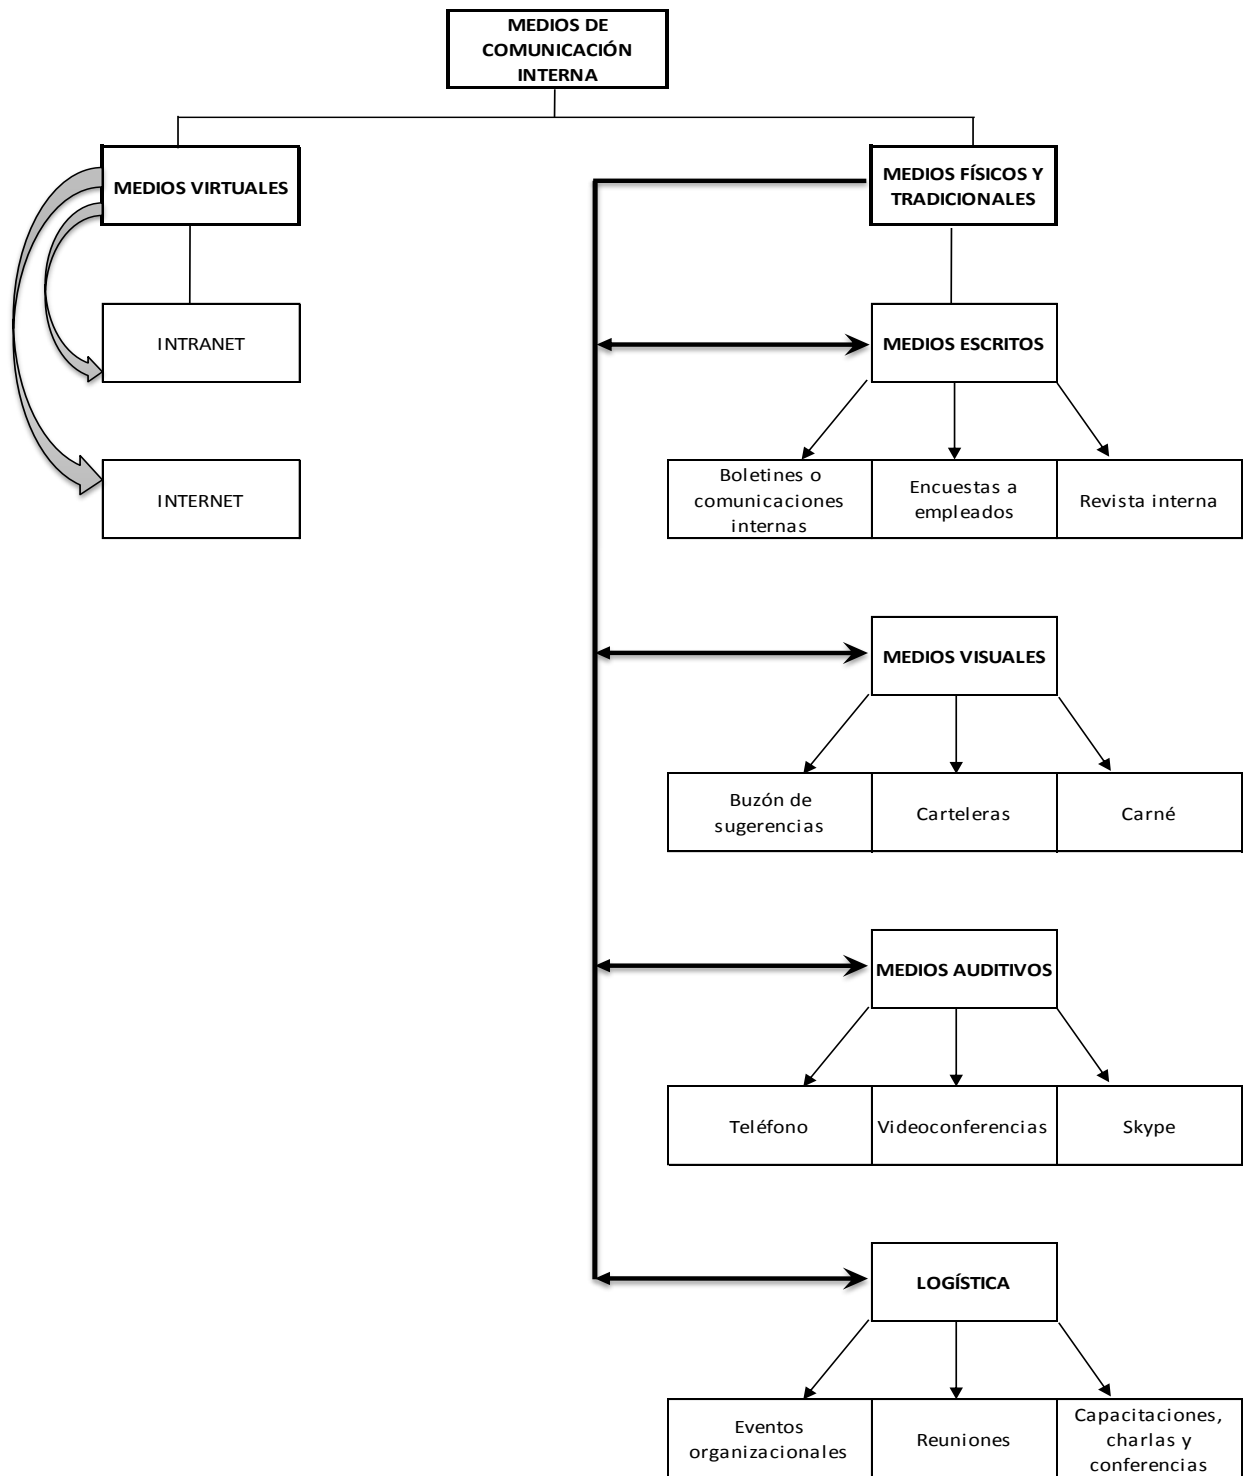 MEDIOS DE
COMUNICACIÓN
INTERNA
MEDIOS VIRTUALES
MEDIOS FÍSICOS Y
TRADICIONALES
INTRANET
MEDIOS ESCRITOS
INTERNET
Boletines o
comunicaciones
internas
Encuestas a
empleados
Revista interna
MEDIOS VISUALES
Buzón de
sugerencias
Carteleras
Carné
MEDIOS AUDITIVOS
Teléfono
Videoconferencias
Skype
LOGÍSTICA
Eventos
organizacionales
Reuniones
Capacitaciones,
charlas y
conferencias